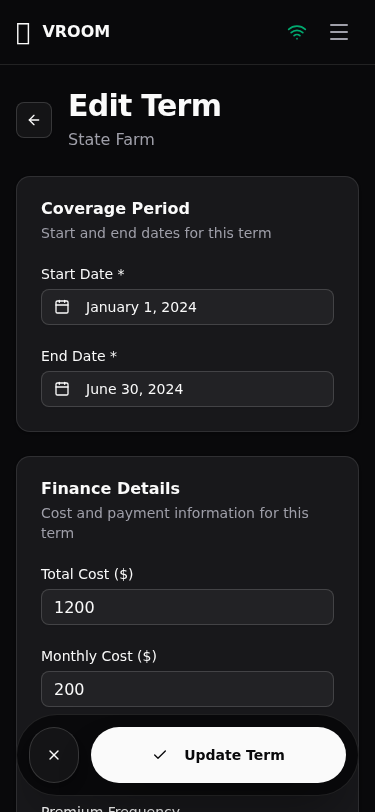 VROOM
Edit Term
State Farm
Coverage Period
Start and end dates for this term
Start Date *
January 1, 2024
End Date *
June 30, 2024
Finance Details
Cost and payment information for this
term
Total Cost ($)
1200
Monthly Cost ($)
200
Update Term
Premium Frequency